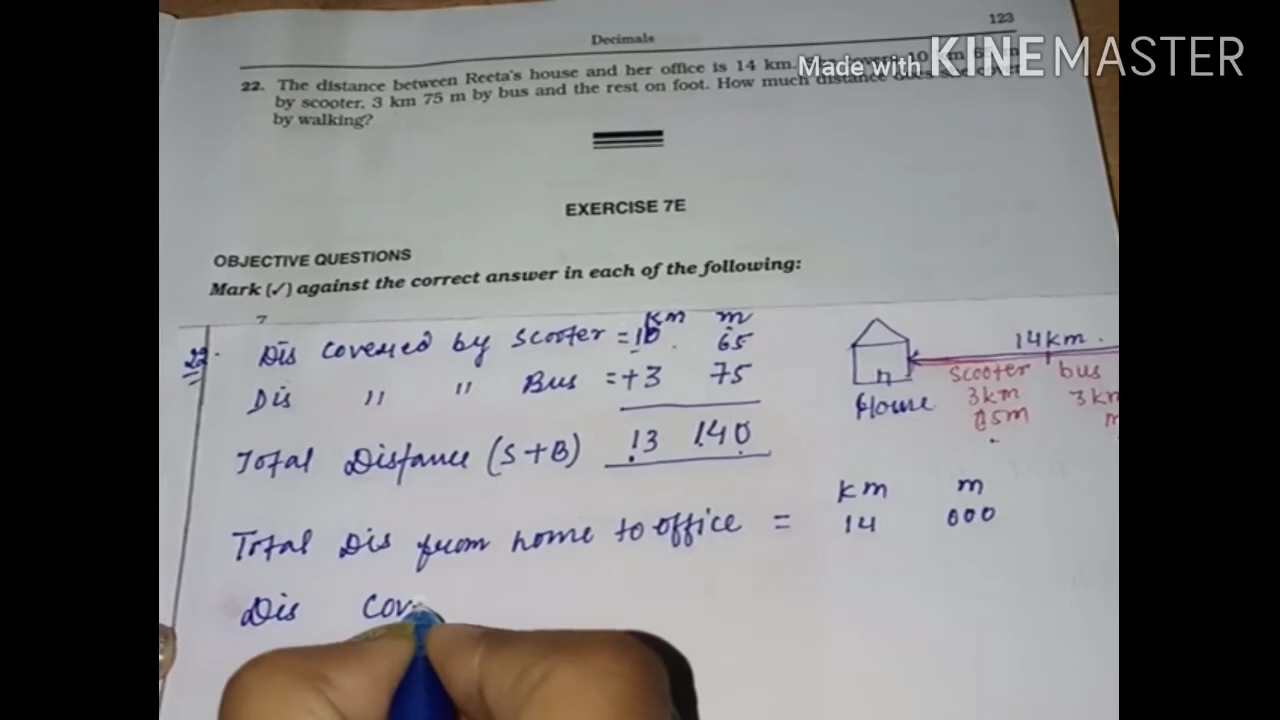 123
Decimals
Made with KINEMASTER
22. The distance between Reeta's house and her office is 14 km. 10
by scooter, 3 km 75 m by bus and the rest on foot. How much distance
by walking?
EXERCISE 7E
OBJECTIVE QUESTIONS
Mark (✓) against the correct answer in each of the following:
km m
22. Dis covered by scooter = 10 65
Dis " " Bus = +3 75
Total Distance (S+B) 13 140
14km.
scooter bus
3km 3km
House 65m m
km m
Total Dis from home to office = 14 000
Dis cov